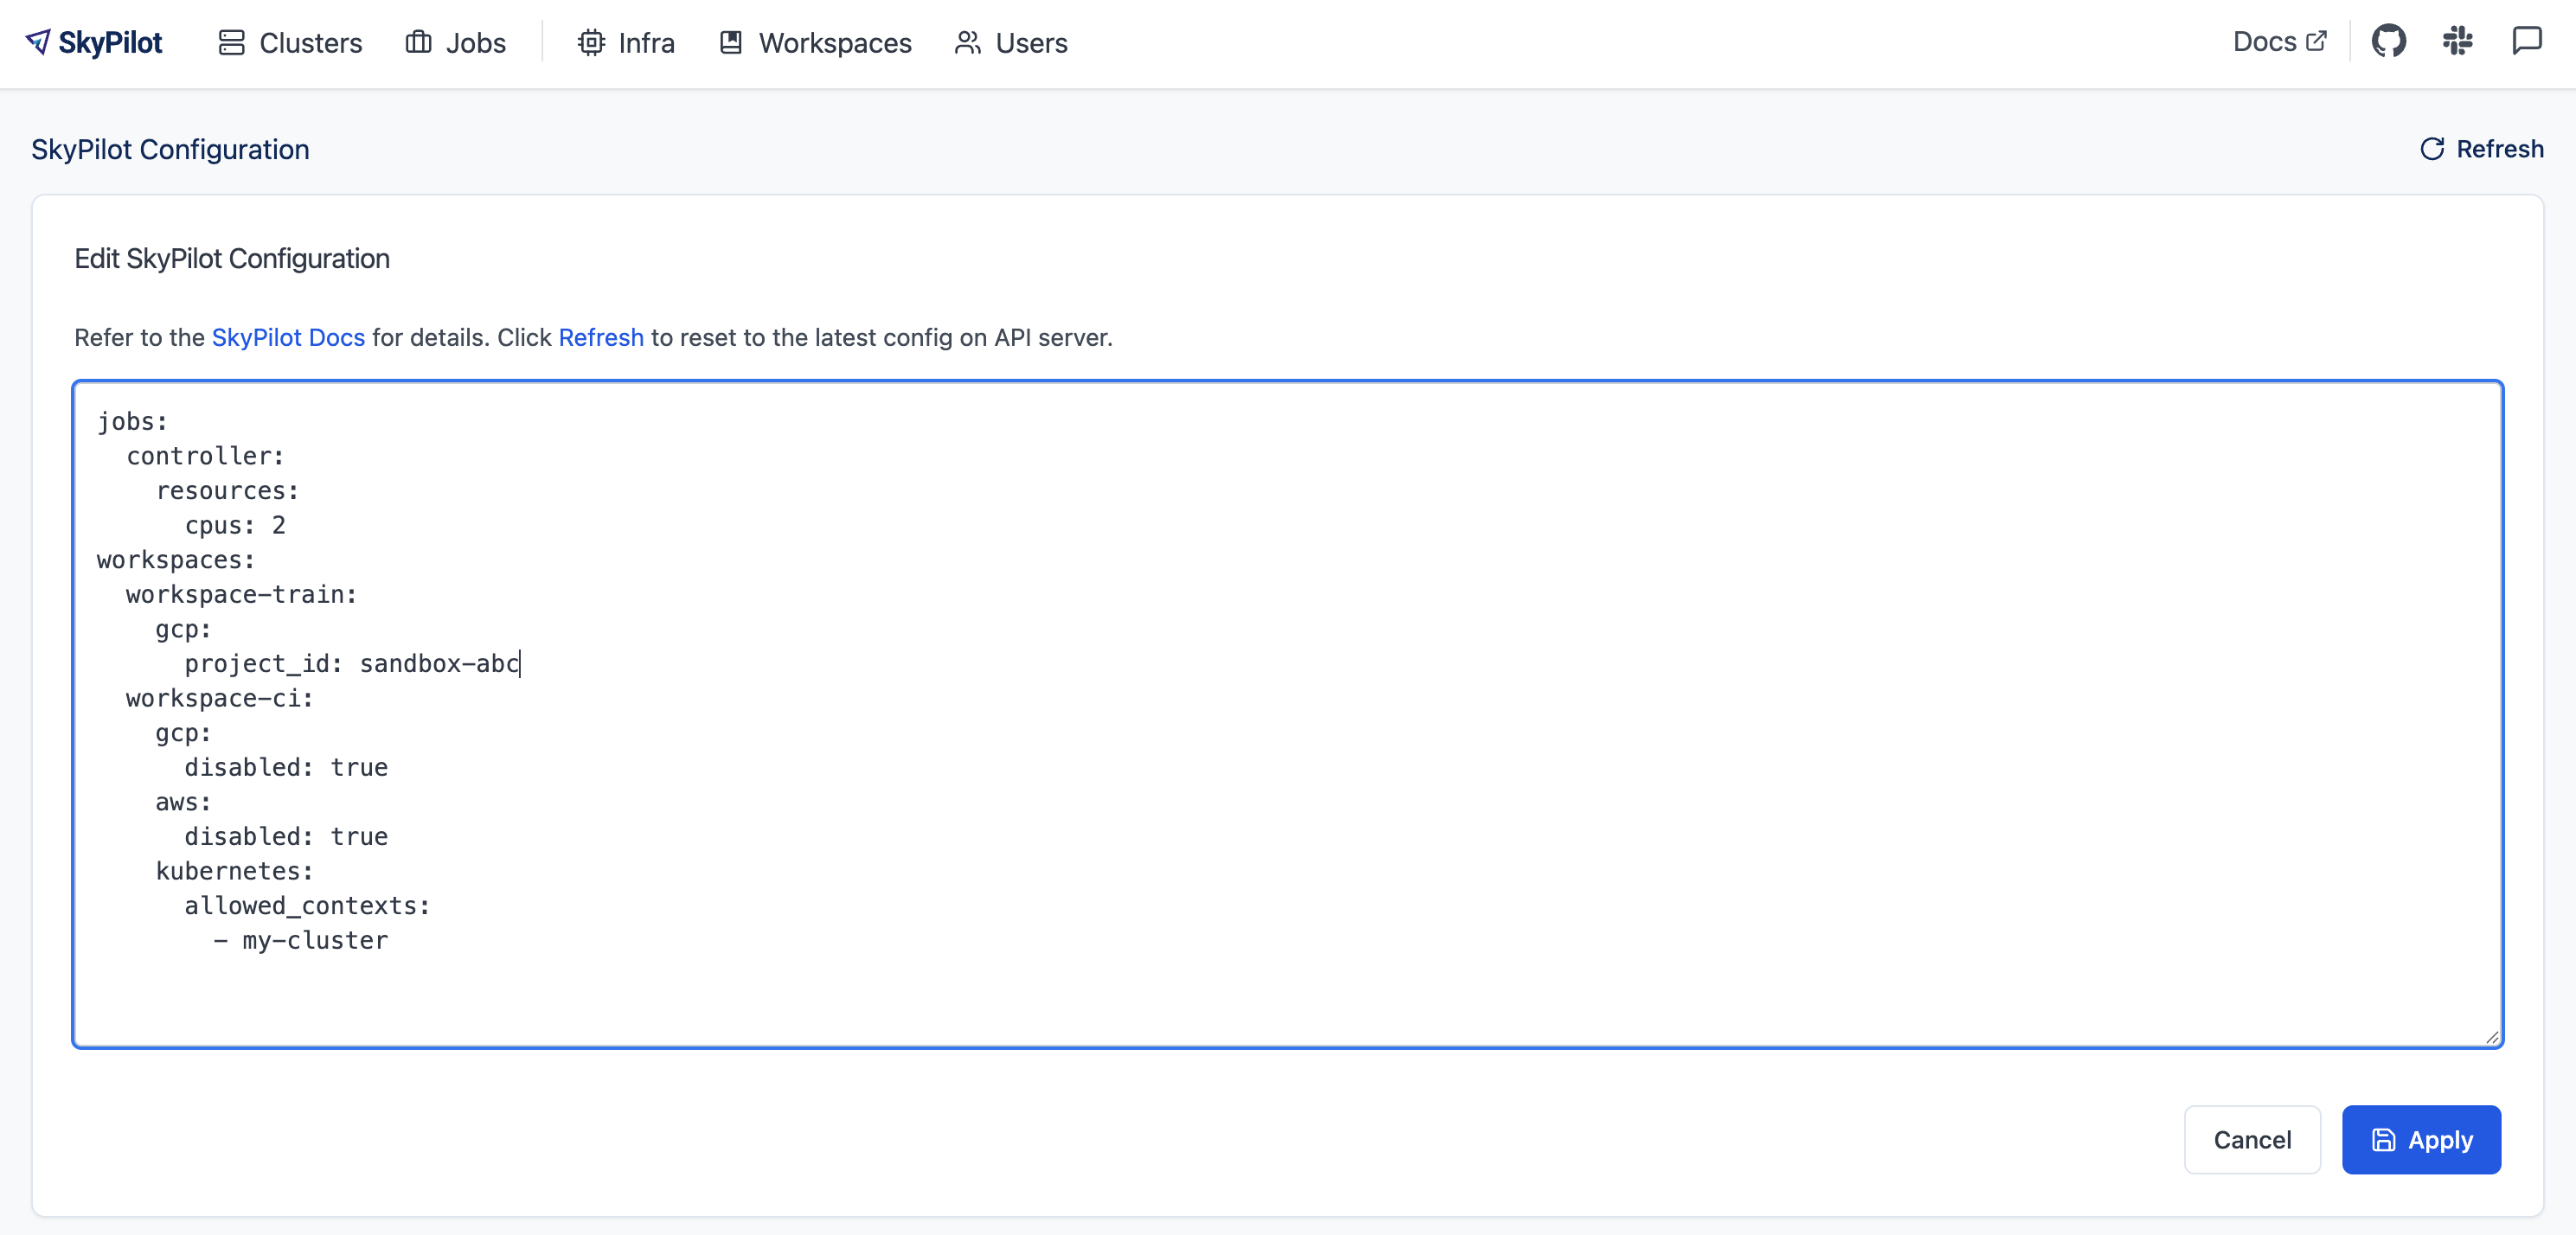 SkyPilot Clusters Jobs Infra Workspaces Users Docs
SkyPilot Configuration Refresh
Edit SkyPilot Configuration
Refer to the SkyPilot Docs for details. Click Refresh to reset to the latest config on API server.
jobs:
  controller:
    resources:
      cpus: 2
workspaces:
  workspace-train:
    gcp:
      project_id: sandbox-abc
  workspace-ci:
    gcp:
      disabled: true
    aws:
      disabled: true
    kubernetes:
      allowed_contexts:
        - my-cluster
Cancel Apply